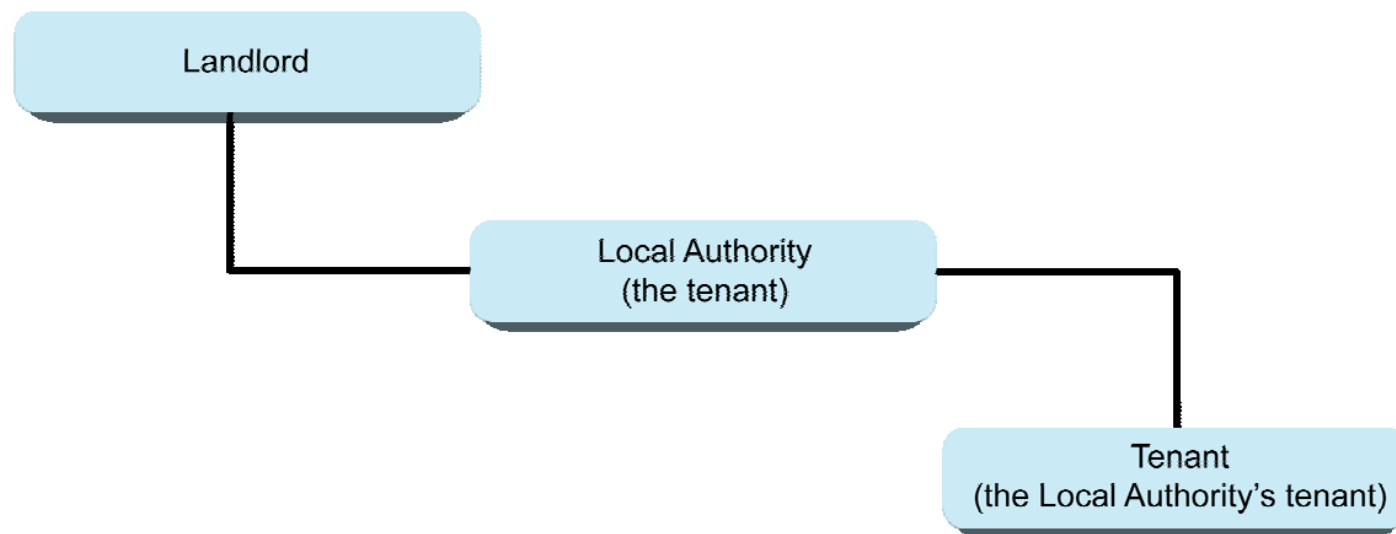 Landlord
Local Authority
(the tenant)
Tenant
(the Local Authority’s tenant)